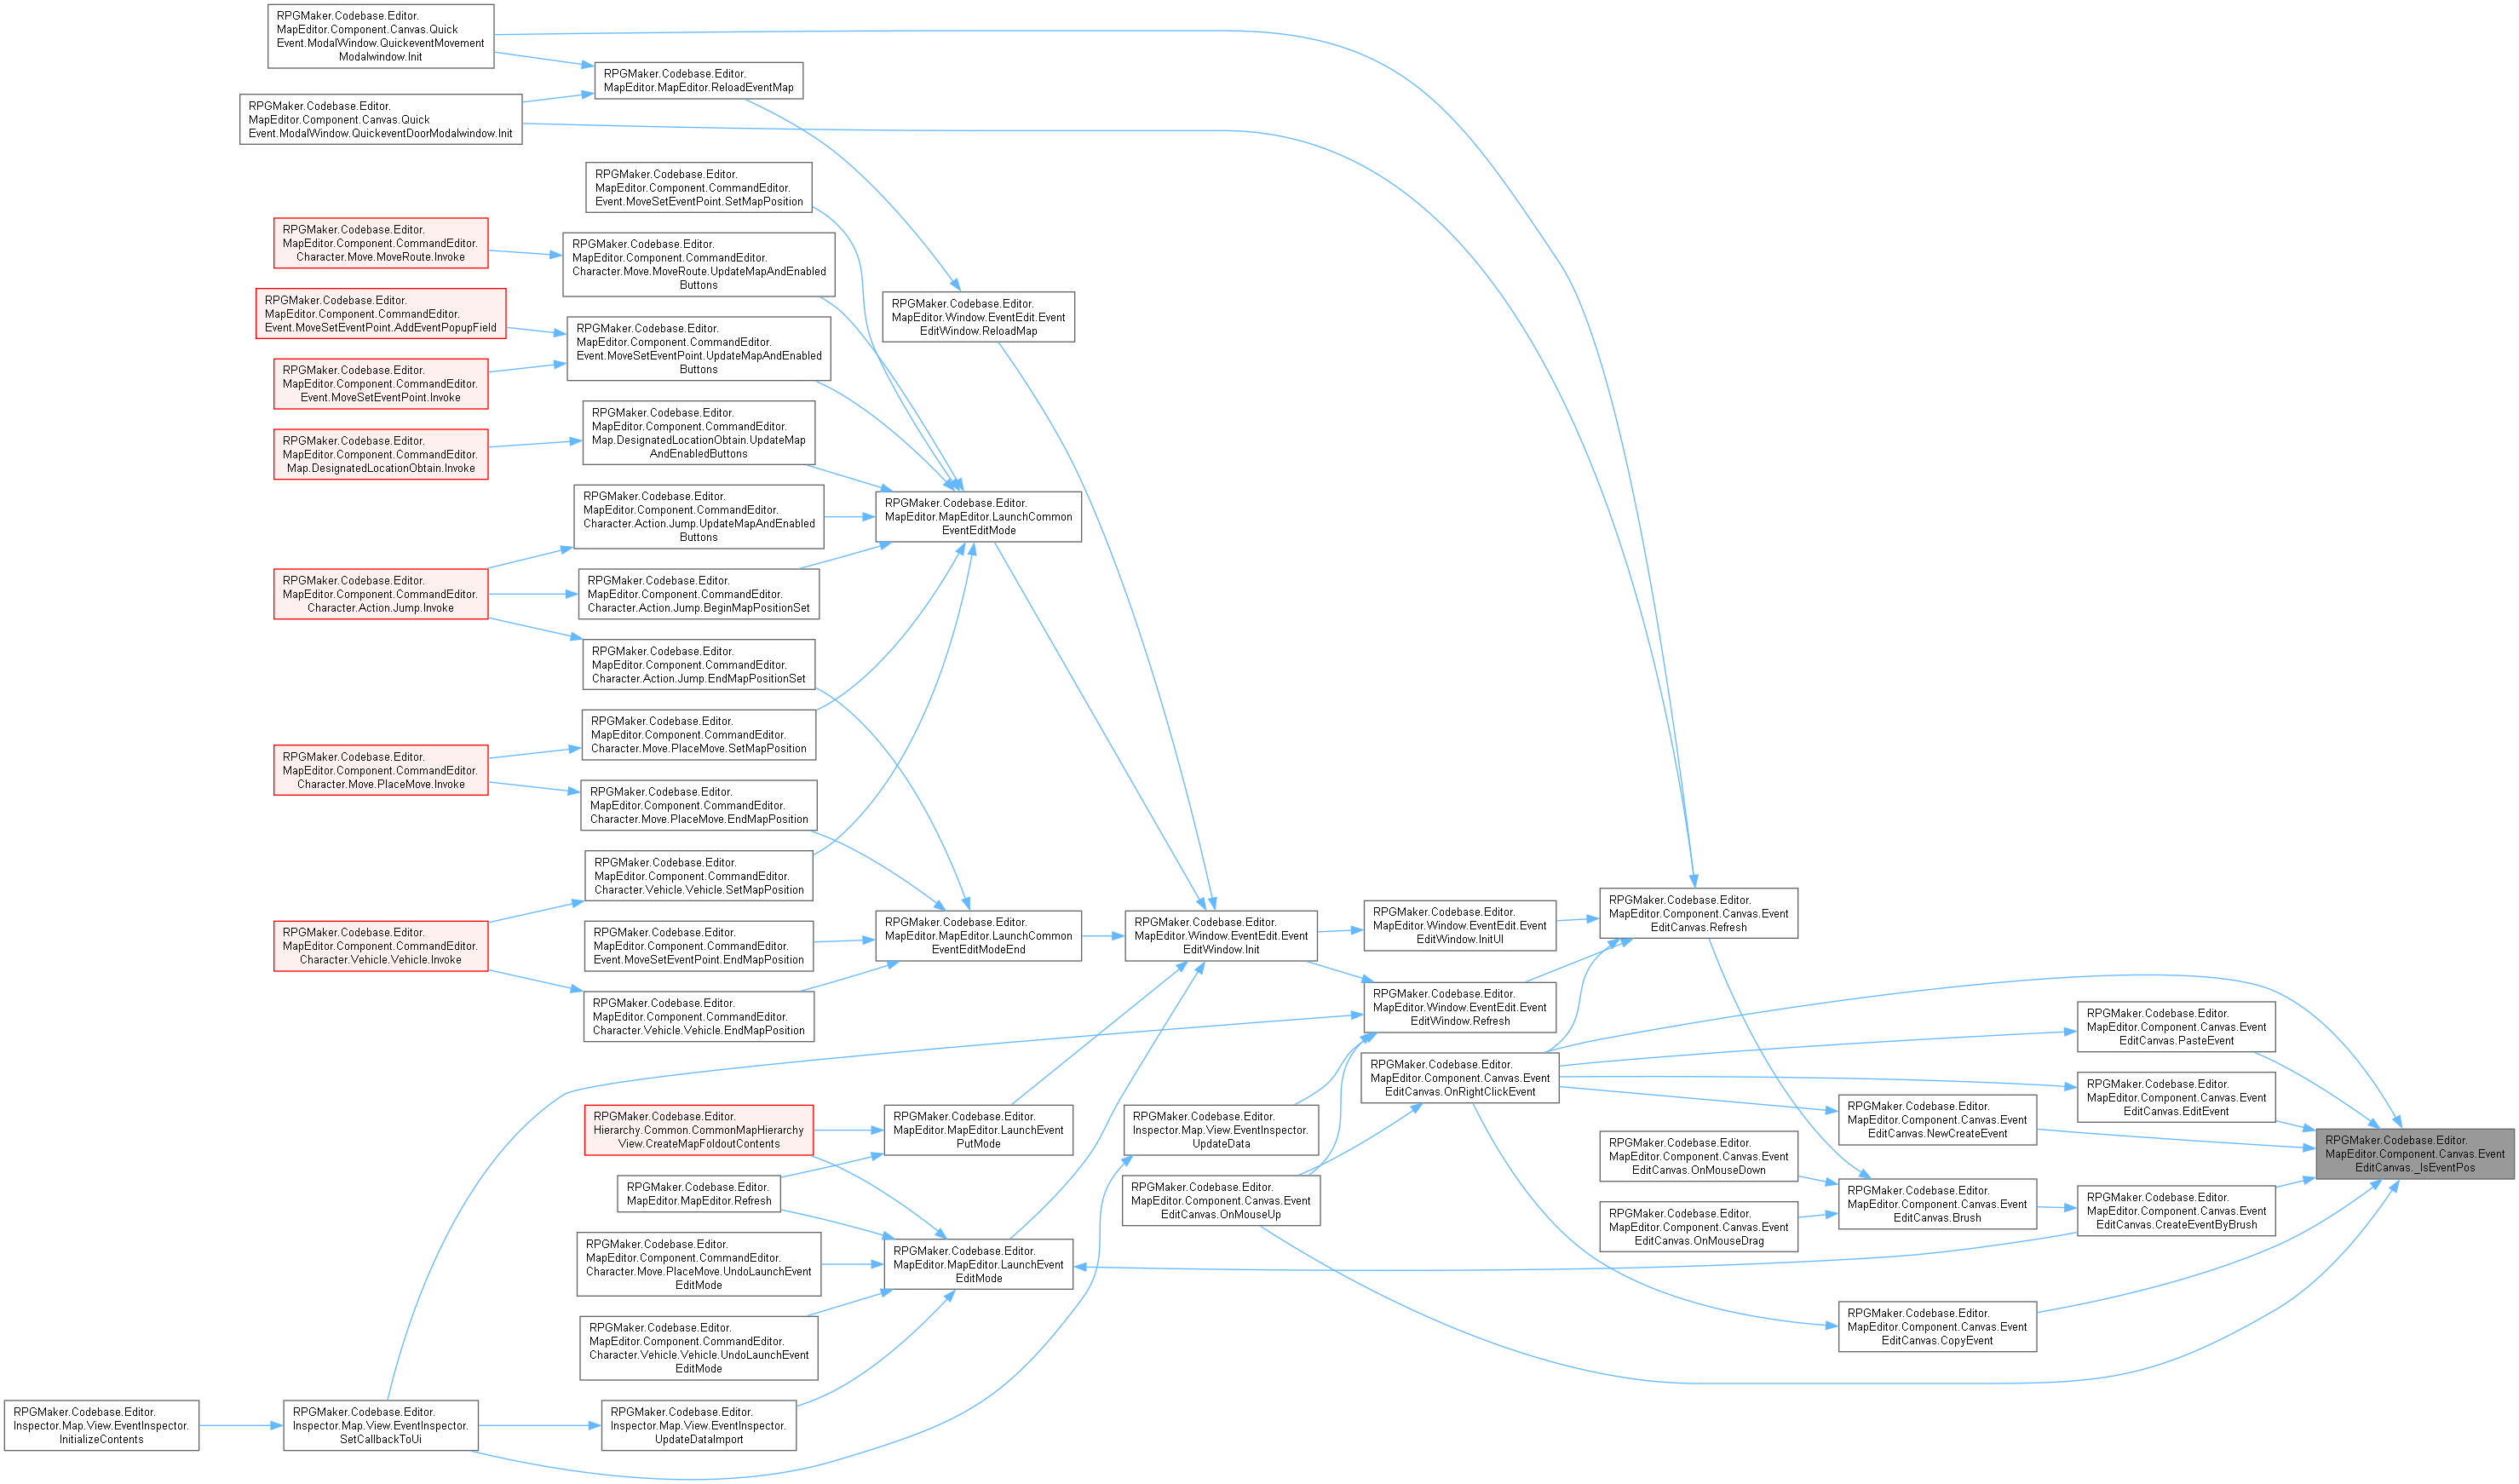 RPGMaker.Codebase.Editor.
MapEditor.Component.Canvas.Quick
Event.ModalWindow.QuickeventMovement
Modalwindow.Init
RPGMaker.Codebase.Editor.
MapEditor.MapEditor.ReloadEventMap
RPGMaker.Codebase.Editor.
MapEditor.Component.Canvas.Quick
Event.ModalWindow.QuickeventDoorModalwindow.Init
RPGMaker.Codebase.Editor.
MapEditor.Component.CommandEditor.
Event.MoveSetEventPoint.SetMapPosition
RPGMaker.Codebase.Editor.
MapEditor.Component.CommandEditor.
Character.Move.MoveRoute.Invoke
RPGMaker.Codebase.Editor.
MapEditor.Component.CommandEditor.
Character.Move.MoveRoute.UpdateMapAndEnabled
Buttons
RPGMaker.Codebase.Editor.
MapEditor.Component.CommandEditor.
Event.MoveSetEventPoint.AddEventPopupField
RPGMaker.Codebase.Editor.
MapEditor.Window.EventEdit.Event
EditWindow.ReloadMap
RPGMaker.Codebase.Editor.
MapEditor.Component.CommandEditor.
Event.MoveSetEventPoint.UpdateMapAndEnabled
Buttons
RPGMaker.Codebase.Editor.
MapEditor.Component.CommandEditor.
Event.MoveSetEventPoint.Invoke
RPGMaker.Codebase.Editor.
MapEditor.Component.CommandEditor.
Map.DesignatedLocationObtain.UpdateMap
AndEnabledButtons
RPGMaker.Codebase.Editor.
MapEditor.Component.CommandEditor.
Map.DesignatedLocationObtain.Invoke
RPGMaker.Codebase.Editor.
MapEditor.Component.CommandEditor.
Character.Action.Jump.UpdateMapAndEnabled
Buttons
RPGMaker.Codebase.Editor.
MapEditor.MapEditor.LaunchCommon
EventEditMode
RPGMaker.Codebase.Editor.
MapEditor.Component.CommandEditor.
Character.Action.Jump.Invoke
RPGMaker.Codebase.Editor.
MapEditor.Component.CommandEditor.
Character.Action.Jump.BeginMapPositionSet
RPGMaker.Codebase.Editor.
MapEditor.Component.CommandEditor.
Character.Action.Jump.EndMapPositionSet
RPGMaker.Codebase.Editor.
MapEditor.Component.CommandEditor.
Character.Move.PlaceMove.SetMapPosition
RPGMaker.Codebase.Editor.
MapEditor.Component.CommandEditor.
Character.Move.PlaceMove.Invoke
RPGMaker.Codebase.Editor.
MapEditor.Component.CommandEditor.
Character.Move.PlaceMove.EndMapPosition
RPGMaker.Codebase.Editor.
MapEditor.Component.CommandEditor.
Character.Vehicle.Vehicle.SetMapPosition
RPGMaker.Codebase.Editor.
MapEditor.Component.CommandEditor.
Character.Vehicle.Vehicle.Invoke
RPGMaker.Codebase.Editor.
MapEditor.Component.CommandEditor.
Event.MoveSetEventPoint.EndMapPosition
RPGMaker.Codebase.Editor.
MapEditor.MapEditor.LaunchCommon
EventEditModeEnd
RPGMaker.Codebase.Editor.
MapEditor.Window.EventEdit.Event
EditWindow.Init
RPGMaker.Codebase.Editor.
MapEditor.Window.EventEdit.Event
EditWindow.InitUI
RPGMaker.Codebase.Editor.
MapEditor.Component.Canvas.Event
EditCanvas.Refresh
RPGMaker.Codebase.Editor.
MapEditor.Component.CommandEditor.
Character.Vehicle.Vehicle.EndMapPosition
RPGMaker.Codebase.Editor.
MapEditor.Window.EventEdit.Event
EditWindow.Refresh
RPGMaker.Codebase.Editor.
MapEditor.Component.Canvas.Event
EditCanvas.PasteEvent
RPGMaker.Codebase.Editor.
MapEditor.Component.Canvas.Event
EditCanvas.OnRightClickEvent
RPGMaker.Codebase.Editor.
MapEditor.Component.Canvas.Event
EditCanvas.EditEvent
RPGMaker.Codebase.Editor.
Hierarchy.Common.CommonMapHierarchy
View.CreateMapFoldoutContents
RPGMaker.Codebase.Editor.
MapEditor.MapEditor.LaunchEvent
PutMode
RPGMaker.Codebase.Editor.
Inspector.Map.View.EventInspector.
UpdateData
RPGMaker.Codebase.Editor.
MapEditor.Component.Canvas.Event
EditCanvas.NewCreateEvent
RPGMaker.Codebase.Editor.
MapEditor.Component.Canvas.Event
EditCanvas.OnMouseDown
RPGMaker.Codebase.Editor.
MapEditor.Component.Canvas.Event
EditCanvas._IsEventPos
RPGMaker.Codebase.Editor.
MapEditor.MapEditor.Refresh
RPGMaker.Codebase.Editor.
MapEditor.Component.Canvas.Event
EditCanvas.OnMouseUp
RPGMaker.Codebase.Editor.
MapEditor.Component.Canvas.Event
EditCanvas.Brush
RPGMaker.Codebase.Editor.
MapEditor.Component.Canvas.Event
EditCanvas.CreateEventByBrush
RPGMaker.Codebase.Editor.
MapEditor.Component.Canvas.Event
EditCanvas.OnMouseDrag
RPGMaker.Codebase.Editor.
MapEditor.Component.CommandEditor.
Character.Move.PlaceMove.UndoLaunchEvent
EditMode
RPGMaker.Codebase.Editor.
MapEditor.MapEditor.LaunchEvent
EditMode
RPGMaker.Codebase.Editor.
MapEditor.Component.CommandEditor.
Character.Vehicle.Vehicle.UndoLaunchEvent
EditMode
RPGMaker.Codebase.Editor.
MapEditor.Component.Canvas.Event
EditCanvas.CopyEvent
RPGMaker.Codebase.Editor.
Inspector.Map.View.EventInspector.
InitializeContents
RPGMaker.Codebase.Editor.
Inspector.Map.View.EventInspector.
SetCallbackToUi
RPGMaker.Codebase.Editor.
Inspector.Map.View.EventInspector.
UpdateDataImport